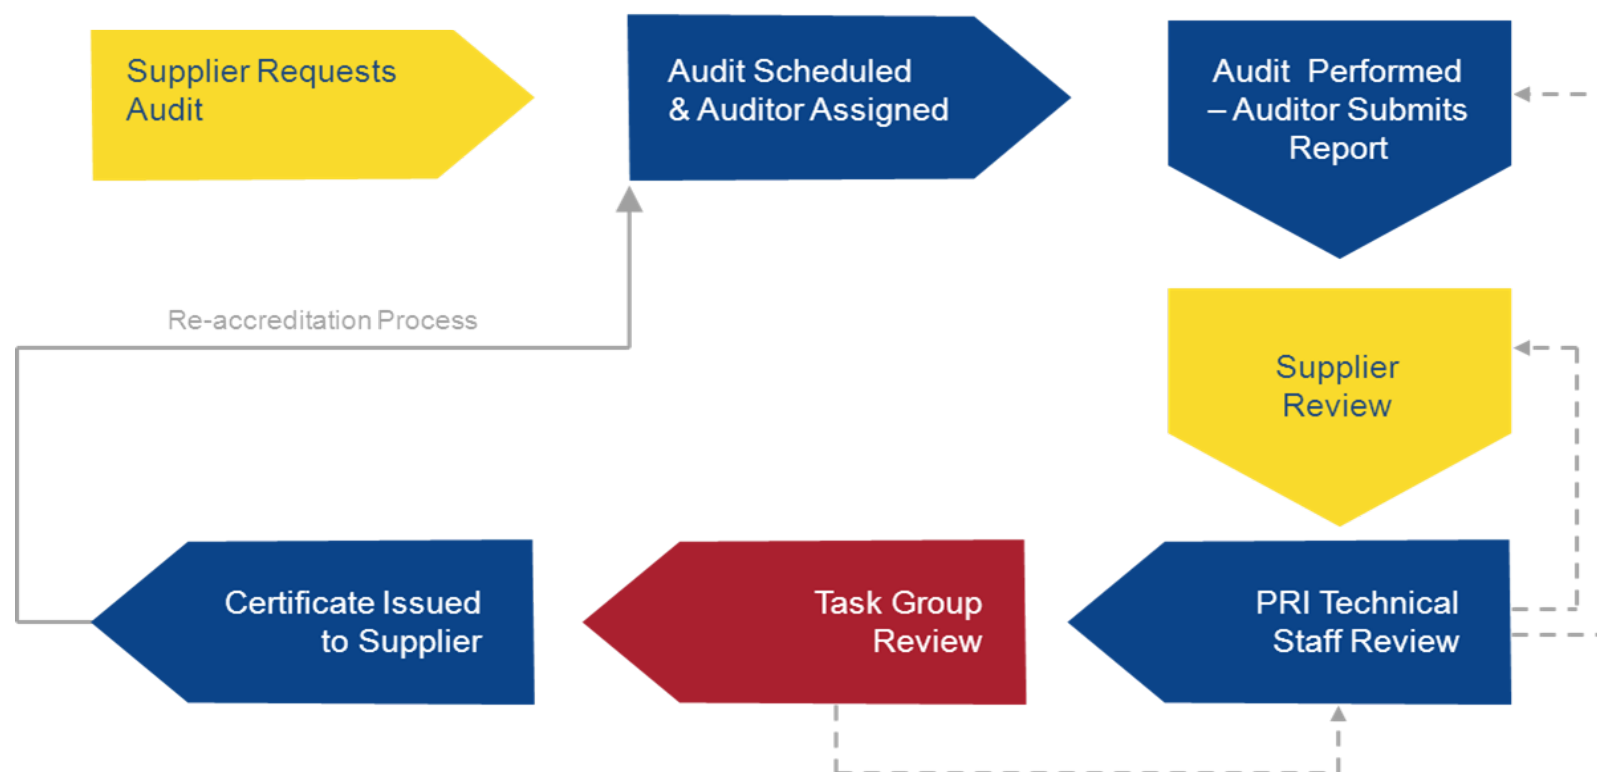 Supplier Requests
Audit
Audit Scheduled
& Auditor Assigned
Audit Performed
– Auditor Submits
Report
Re-accreditation Process
Supplier
Review
Certificate Issued
to Supplier
Task Group
Review
PRI Technical
Staff Review